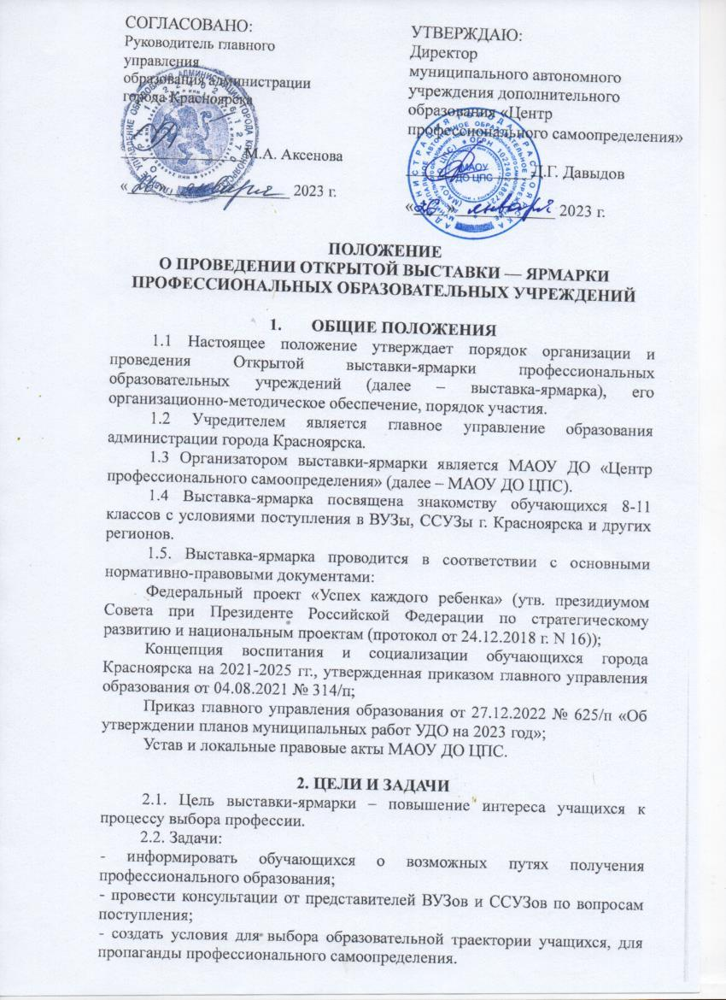 СОГЛАСОВАНО:
Руководитель главного
управления
образования администрации
города Красноярска
М.А. Аксенова
« » января 2023 г.
УТВЕРЖДАЮ:
Директор
муниципального автономного
учреждения дополнительного
образования «Центр
профессионального самоопределения»
Д.Г. Давыдов
МАОУ
ДО ЦПС
«26» января 2023 г.
ПОЛОЖЕНИЕ
О ПРОВЕДЕНИИ ОТКРЫТОЙ ВЫСТАВКИ — ЯРМАРКИ
ПРОФЕССИОНАЛЬНЫХ ОБРАЗОВАТЕЛЬНЫХ УЧРЕЖДЕНИЙ
1. ОБЩИЕ ПОЛОЖЕНИЯ
1.1 Настоящее положение утверждает порядок организации и
проведения Открытой выставки-ярмарки профессиональных
образовательных учреждений (далее – выставка-ярмарка), его
организационно-методическое обеспечение, порядок участия.
1.2 Учредителем является главное управление образования
администрации города Красноярска.
1.3 Организатором выставки-ярмарки является МАОУ ДО «Центр
профессионального самоопределения» (далее – МАОУ ДО ЦПС).
1.4 Выставка-ярмарка посвящена знакомству обучающихся 8-11
классов с условиями поступления в ВУЗы, ССУЗы г. Красноярска и других
регионов.
1.5. Выставка-ярмарка проводится в соответствии с основными
нормативно-правовыми документами:
Федеральный проект «Успех каждого ребенка» (утв. президиумом
Совета при Президенте Российской Федерации по стратегическому
развитию и национальным проектам (протокол от 24.12.2018 г. N 16));
Концепция воспитания и социализации обучающихся города
Красноярска на 2021-2025 гг., утвержденная приказом главного управления
образования от 04.08.2021 № 314/п;
Приказ главного управления образования от 27.12.2022 № 625/п «Об
утверждении планов муниципальных работ УДО на 2023 год»;
Устав и локальные правовые акты МАОУ ДО ЦПС.
2. ЦЕЛИ И ЗАДАЧИ
2.1. Цель выставки-ярмарки – повышение интереса учащихся к
процессу выбора профессии.
2.2. Задачи:
- информировать обучающихся о возможных путях получения
профессионального образования;
- провести консультации от представителей ВУЗов и ССУЗов по вопросам
поступления;
- создать условия для выбора образовательной траектории учащихся, для
пропаганды профессионального самоопределения.